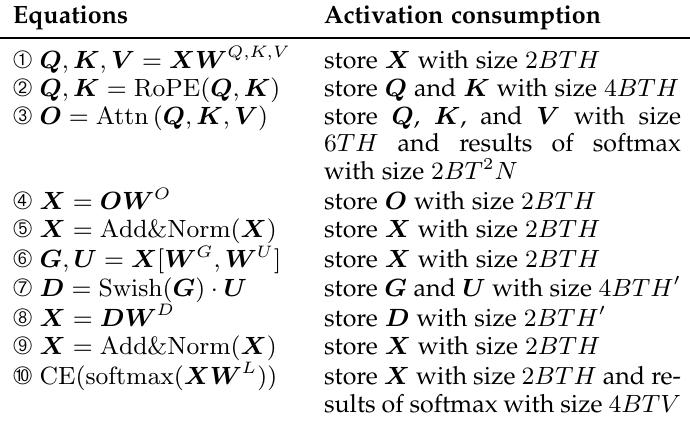 Equations Activation consumption
① Q, K, V = XW^{Q,K,V} store X with size 2BTH
② Q, K = RoPE(Q, K) store Q and K with size 4BTH
③ O = Attn (Q, K, V) store Q, K, and V with size
6TH and results of softmax
with size 2BT²N
④ X = OW^O store O with size 2BTH
⑤ X = Add&Norm(X) store X with size 2BTH
⑥ G, U = X[W^G, W^U] store X with size 2BTH
⑦ D = Swish(G) · U store G and U with size 4BTH′
⑧ X = DW^D store D with size 2BTH′
⑨ X = Add&Norm(X) store X with size 2BTH
⑩ CE(softmax(XW^L)) store X with size 2BTH and re-
sults of softmax with size 4BTV